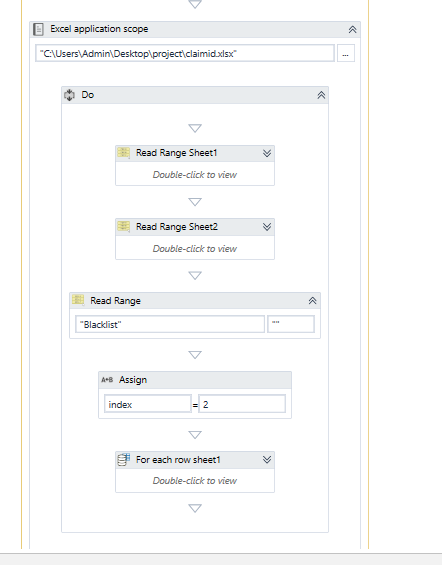 Excel application scope
"C:\Users\Admin\Desktop\project\claimid.xlsx"
...
Do
Read Range Sheet1
Double-click to view
Read Range Sheet2
Double-click to view
Read Range
"Blacklist"
""
A+B Assign
index = 2
For each row sheet1
Double-click to view